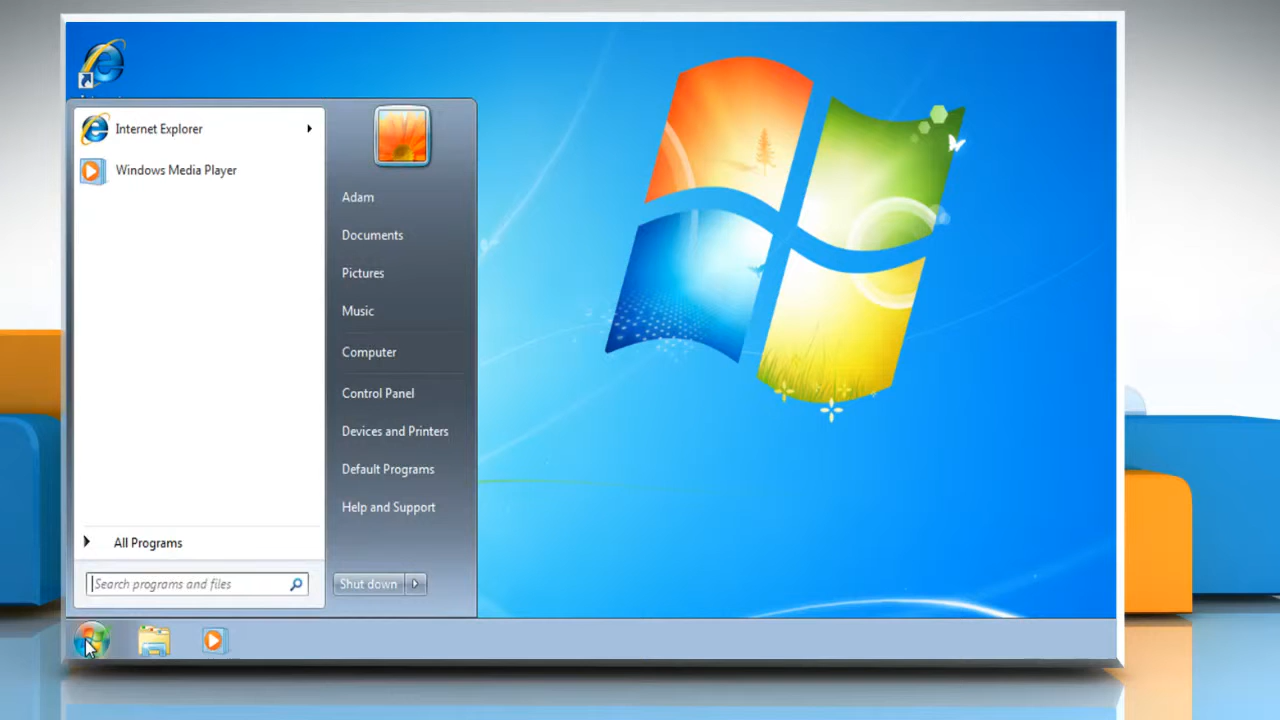 Internet Explorer
Windows Media Player
All Programs
Search programs and files
Adam
Documents
Pictures
Music
Computer
Control Panel
Devices and Printers
Default Programs
Help and Support
Shut down